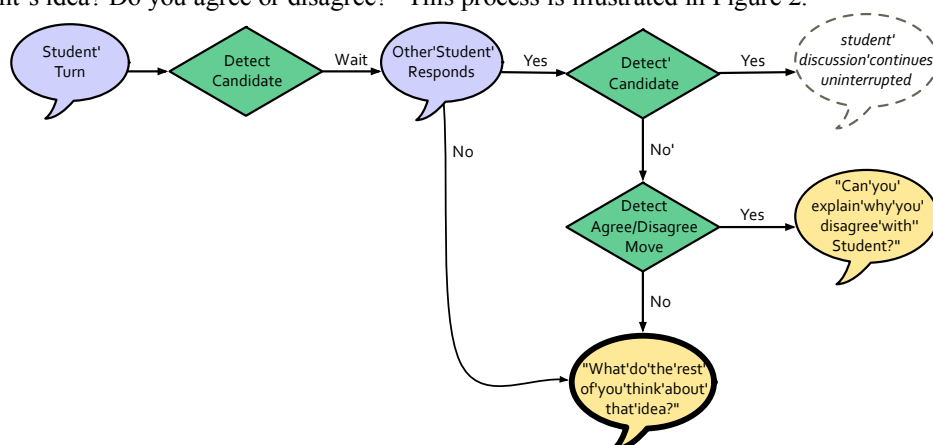 nt's idea? Do you agree or disagree?" This process is illustrated in Figure 2.
Student'
Turn
Detect
Candidate
Wait
Other'Student'
Responds
Yes
Detect'
Candidate
Yes
student'
discussion'continues
uninterrupted
No
No'
Detect
Agree/Disagree
Move
Yes
"Can'you'
explain'why'you'
disagree'with''
Student?"
No
"What'do'the'rest'
of'you'think'about'
that'idea?"